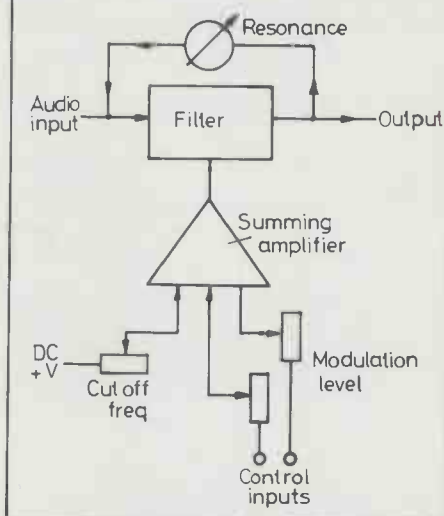 Resonance
Audio
input
Filter
Output
Summing
amplifier
DC
+V
Cut off
freq
Modulation
level
Control
inputs